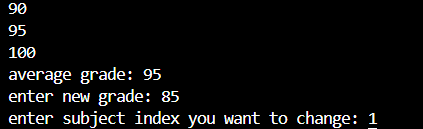 90
95
100
average grade: 95
enter new grade: 85
enter subject index you want to change: 1